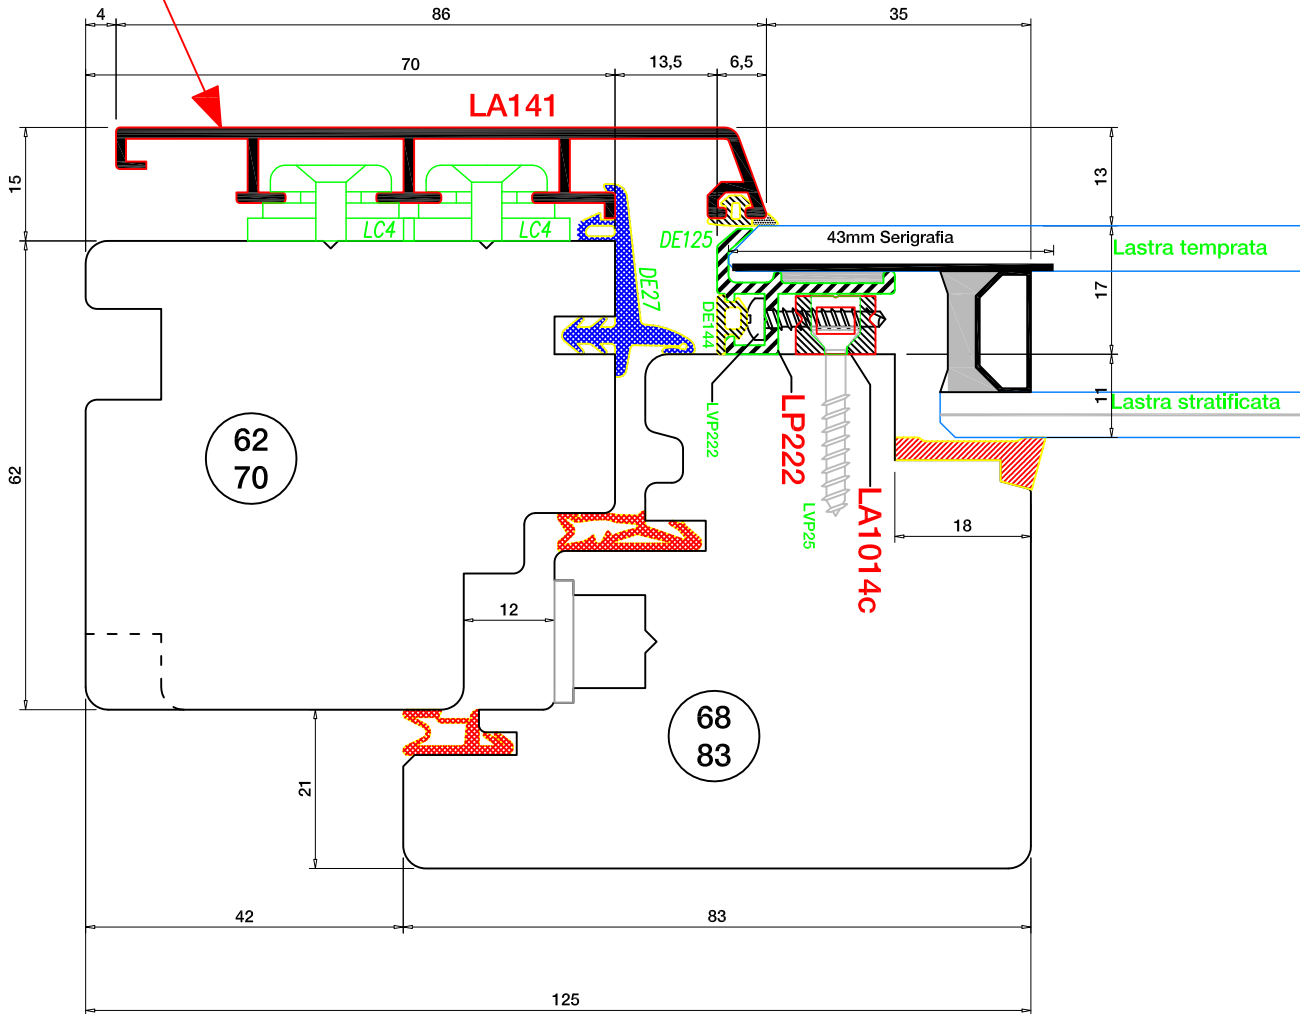 4
86
35
70
13,5
6,5
LA141
15
13
LC4
LC4
DE125
43mm Serigrafia
Lastra temprata
DE27
17
DE144
11
Lastra stratificata
LVP222
LP222
62
70
62
LA1014c
LVP25
18
12
68
83
21
42
83
125